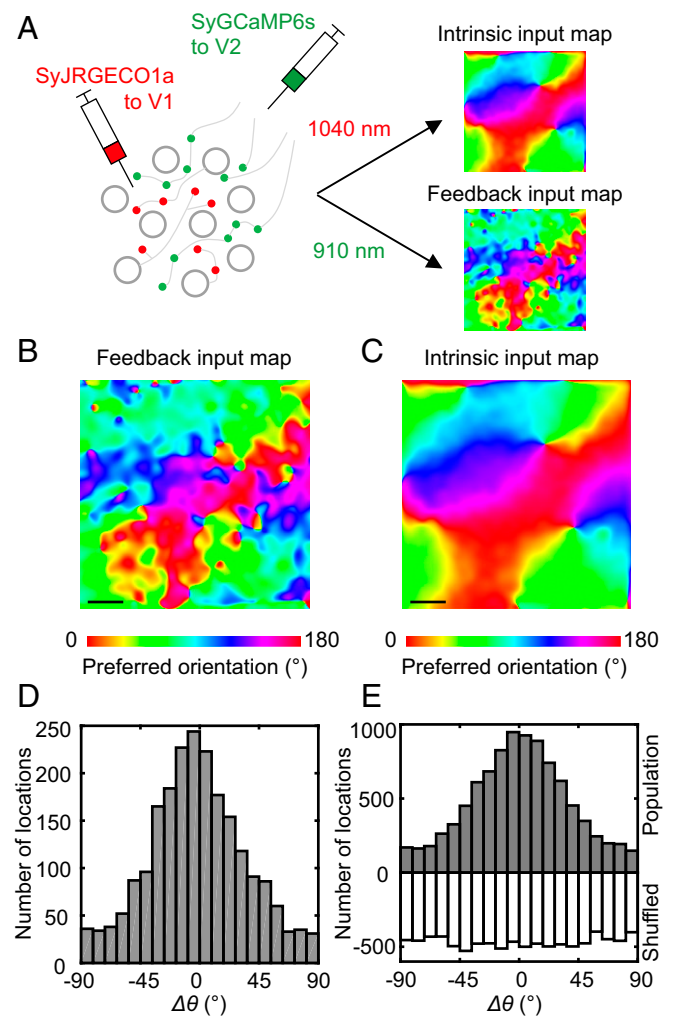 A
SyJRGECO1a
to V1
SyGCaMP6s
to V2
1040 nm
910 nm
Intrinsic input map
Feedback input map
B
Feedback input map
C
Intrinsic input map
0
180
Preferred orientation (°)
0
180
Preferred orientation (°)
D
Number of locations
250
200
150
100
50
0
-90
-45
0
45
90
Δθ (°)
E
Number of locations
1000
500
0
-500
Population
Shuffled
-90
-45
0
45
90
Δθ (°)